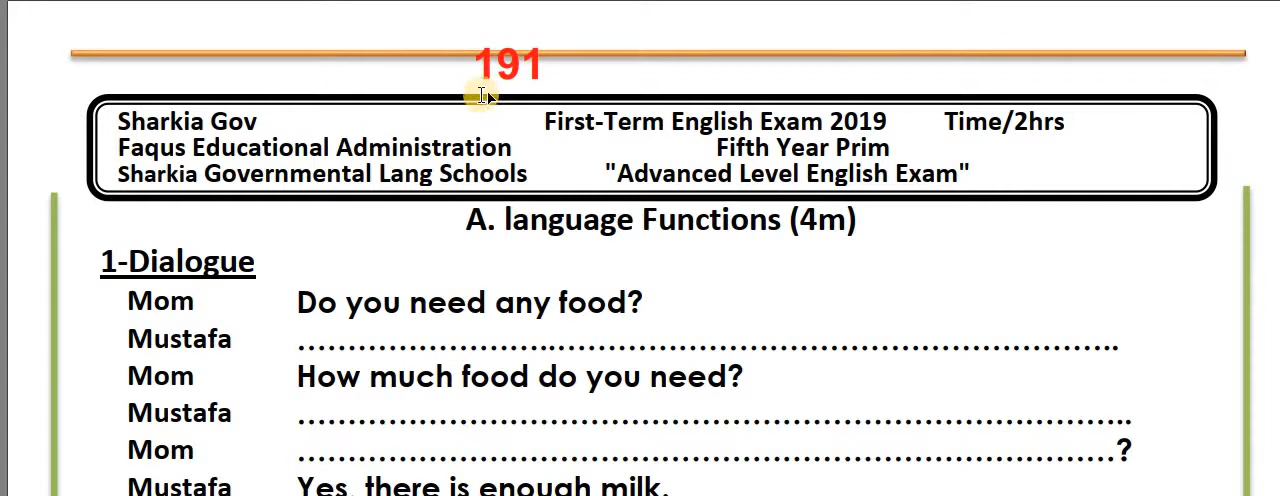 191
Sharkia Gov First-Term English Exam 2019 Time/2hrs
Faqus Educational Administration Fifth Year Prim
Sharkia Governmental Lang Schools "Advanced Level English Exam"
A. language Functions (4m)
1-Dialogue
Mom Do you need any food?
Mustafa ………………………………………………………………………………..
Mom How much food do you need?
Mustafa ………………………………………………………………………………..
Mom ………………………………………………………………………………?
Mustafa Yes, there is enough milk.